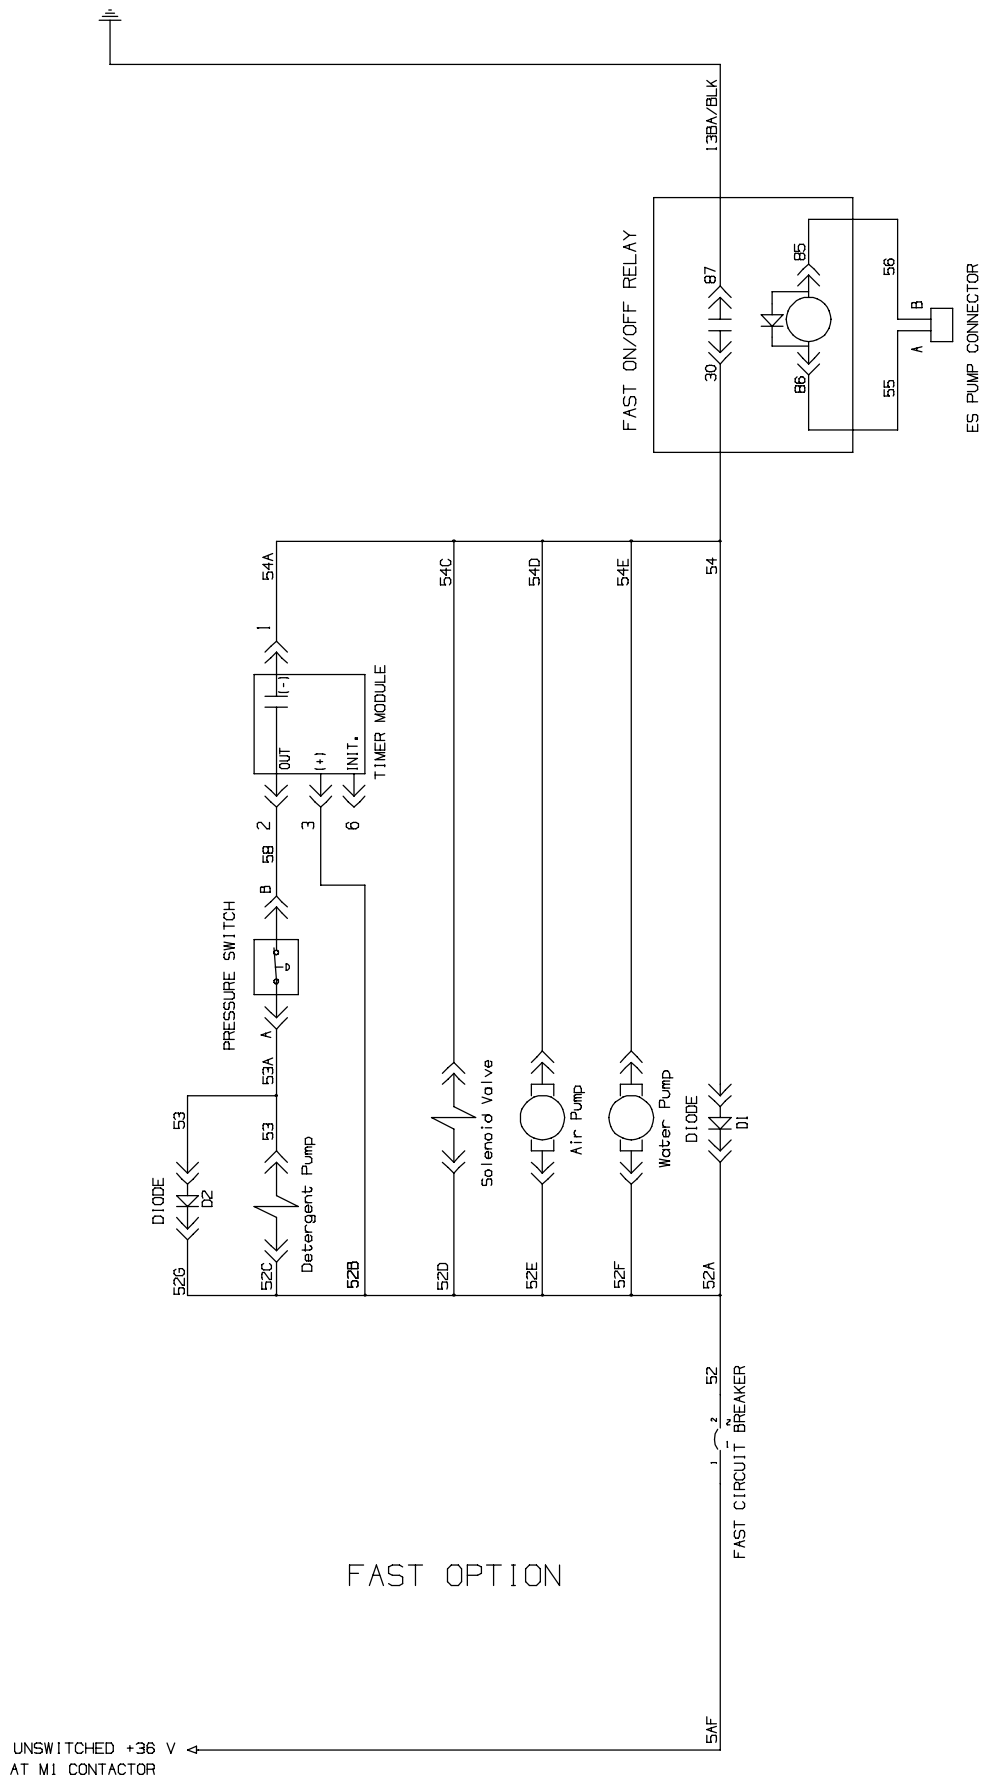 13BA/BLK
FAST ON/OFF RELAY
87
30
85
86
56
55
B
A
ES PUMP CONNECTOR
54A
54C
54D
54E
54
1
(-)
OUT
(+)
INIT.
TIMER MODULE
2
3
6
58
B
PRESSURE SWITCH
A
53A
53
53
DIODE
D2
Detergent Pump
Solenoid Valve
Air Pump
Water Pump
DIODE
D1
52G
52C
52B
52D
52E
52F
52A
52
2
2
1
1
FAST CIRCUIT BREAKER
FAST OPTION
5AF
UNSWITCHED +36 V
AT M1 CONTACTOR